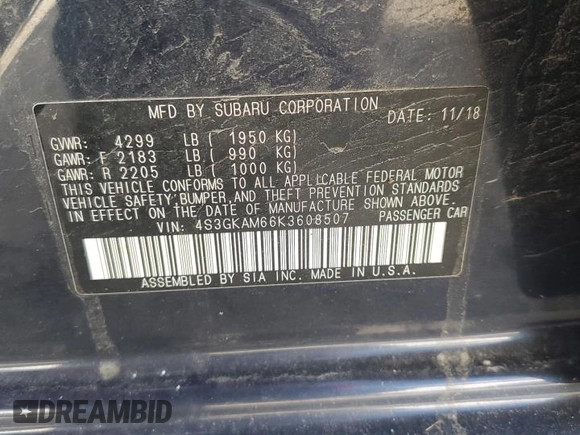 MFD BY SUBARU CORPORATION
DATE: 11/18
GVWR: 4299 LB ( 1950 KG)
GAWR: F 2183 LB ( 990 KG)
GAWR: R 2205 LB ( 1000 KG)
THIS VEHICLE CONFORMS TO ALL APPLICABLE FEDERAL MOTOR
VEHICLE SAFETY, BUMPER, AND THEFT PREVENTION STANDARDS
IN EFFECT ON THE DATE OF MANUFACTURE SHOWN ABOVE.
VIN: 4S3GKAM66K3608507 PASSENGER CAR
ASSEMBLED BY SIA INC. MADE IN U.S.A.
DREAMBID